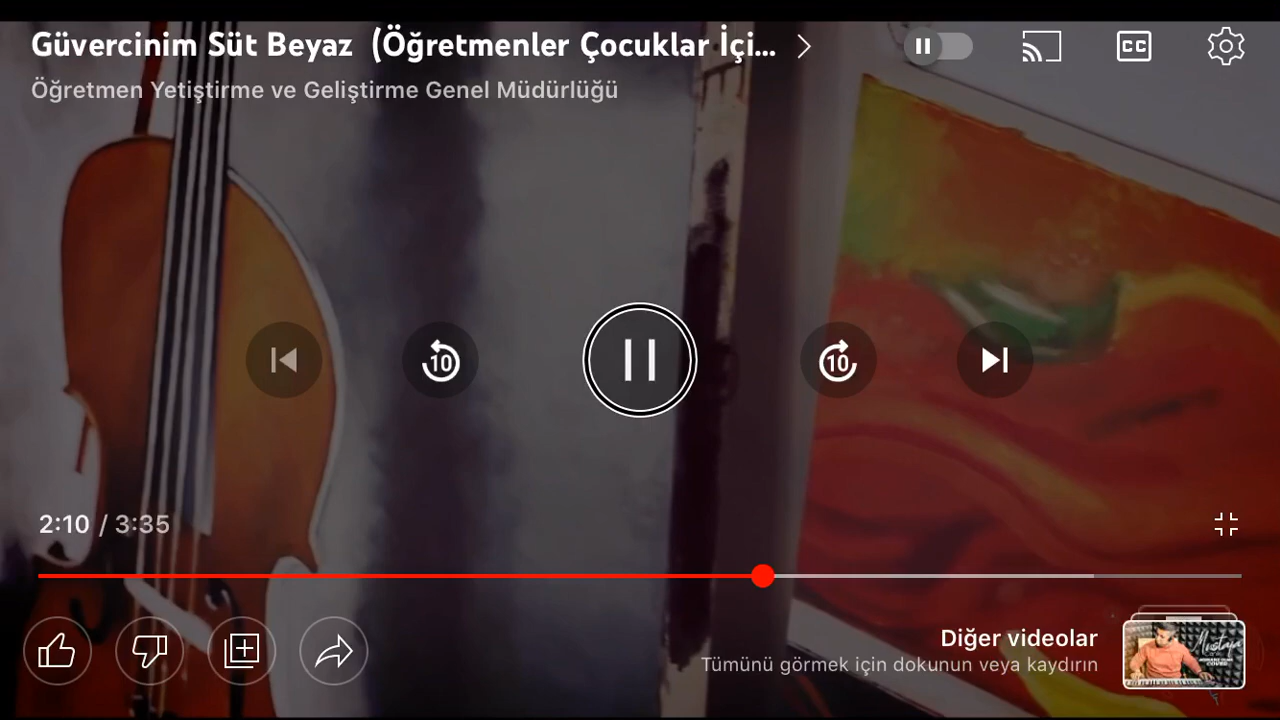 Güvercinim Süt Beyaz (Öğretmenler Çocuklar İçi...
Öğretmen Yetiştirme ve Geliştirme Genel Müdürlüğü
CC
10
10
2:10 / 3:35
Diğer videolar
Tümünü görmek için dokunun veya kaydırın